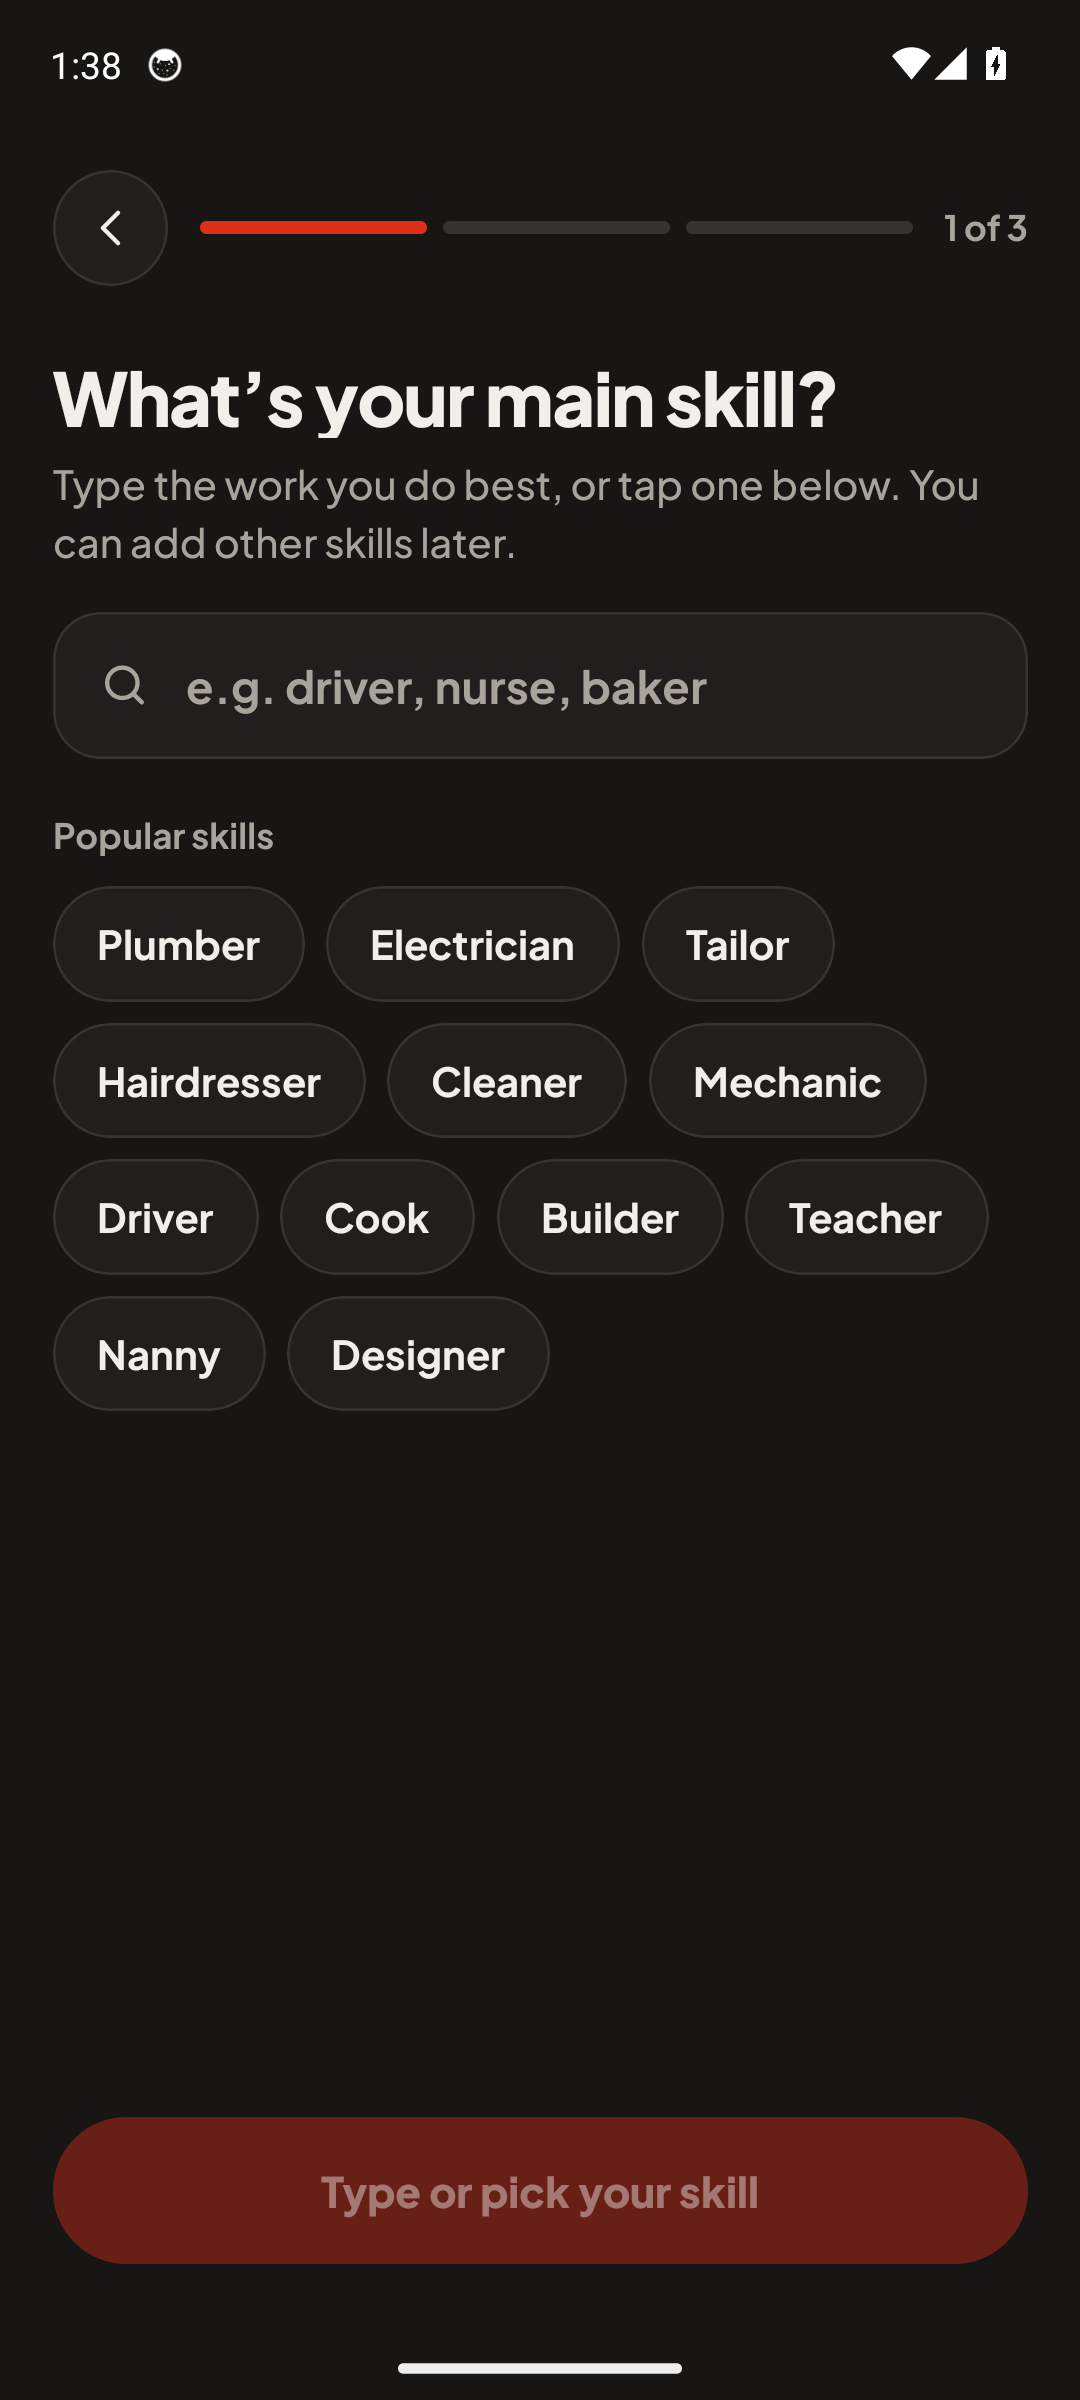 1:38
1 of 3
What’s your main skill?
Type the work you do best, or tap one below. You
can add other skills later.
e.g. driver, nurse, baker
Popular skills
Plumber Electrician Tailor
Hairdresser Cleaner Mechanic
Driver Cook Builder Teacher
Nanny Designer
Type or pick your skill